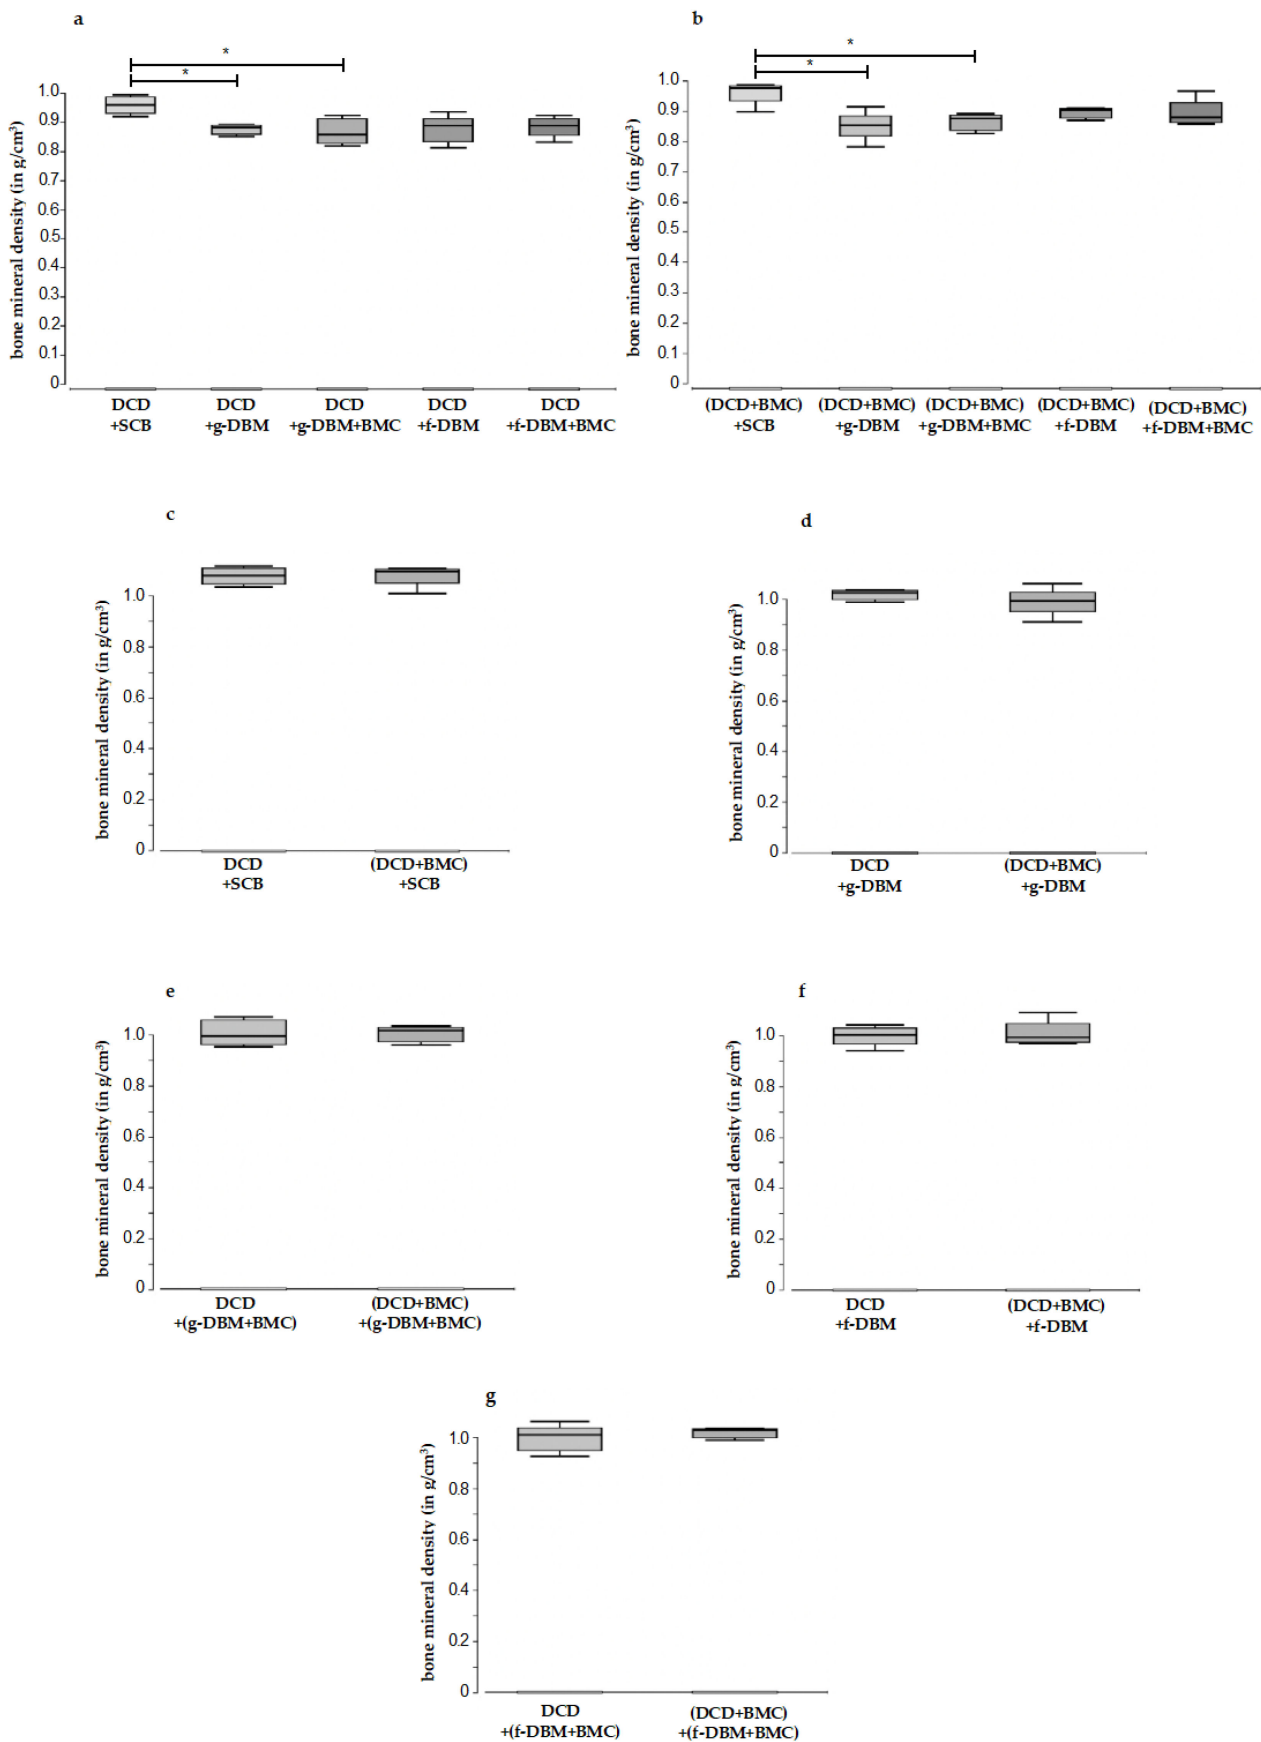 a
*
*
bone mineral density (in g/cm³)
1.0
0.9
0.8
0.7
0.6
0.5
0.4
0.3
0.2
0.1
0
DCD
+SCB
DCD
+g-DBM
DCD
+g-DBM+BMC
DCD
+f-DBM
DCD
+f-DBM+BMC
b
*
*
bone mineral density (in g/cm³)
1.0
0.9
0.8
0.7
0.6
0.5
0.4
0.3
0.2
0.1
0
(DCD+BMC)
+SCB
(DCD+BMC)
+g-DBM
(DCD+BMC)
+g-DBM+BMC
(DCD+BMC)
+f-DBM
(DCD+BMC)
+f-DBM+BMC
c
bone mineral density (in g/cm³)
1.0
0.8
0.6
0.4
0.2
0
DCD
+SCB
(DCD+BMC)
+SCB
d
bone mineral density (in g/cm³)
1.0
0.8
0.6
0.4
0.2
0
DCD
+g-DBM
(DCD+BMC)
+g-DBM
e
bone mineral density (in g/cm³)
1.0
0.8
0.6
0.4
0.2
0
DCD
+(g-DBM+BMC)
(DCD+BMC)
+(g-DBM+BMC)
f
bone mineral density (in g/cm³)
1.0
0.8
0.6
0.4
0.2
0
DCD
+f-DBM
(DCD+BMC)
+f-DBM
g
bone mineral density (in g/cm³)
1.0
0.8
0.6
0.4
0.2
0
DCD
+(f-DBM+BMC)
(DCD+BMC)
+(f-DBM+BMC)